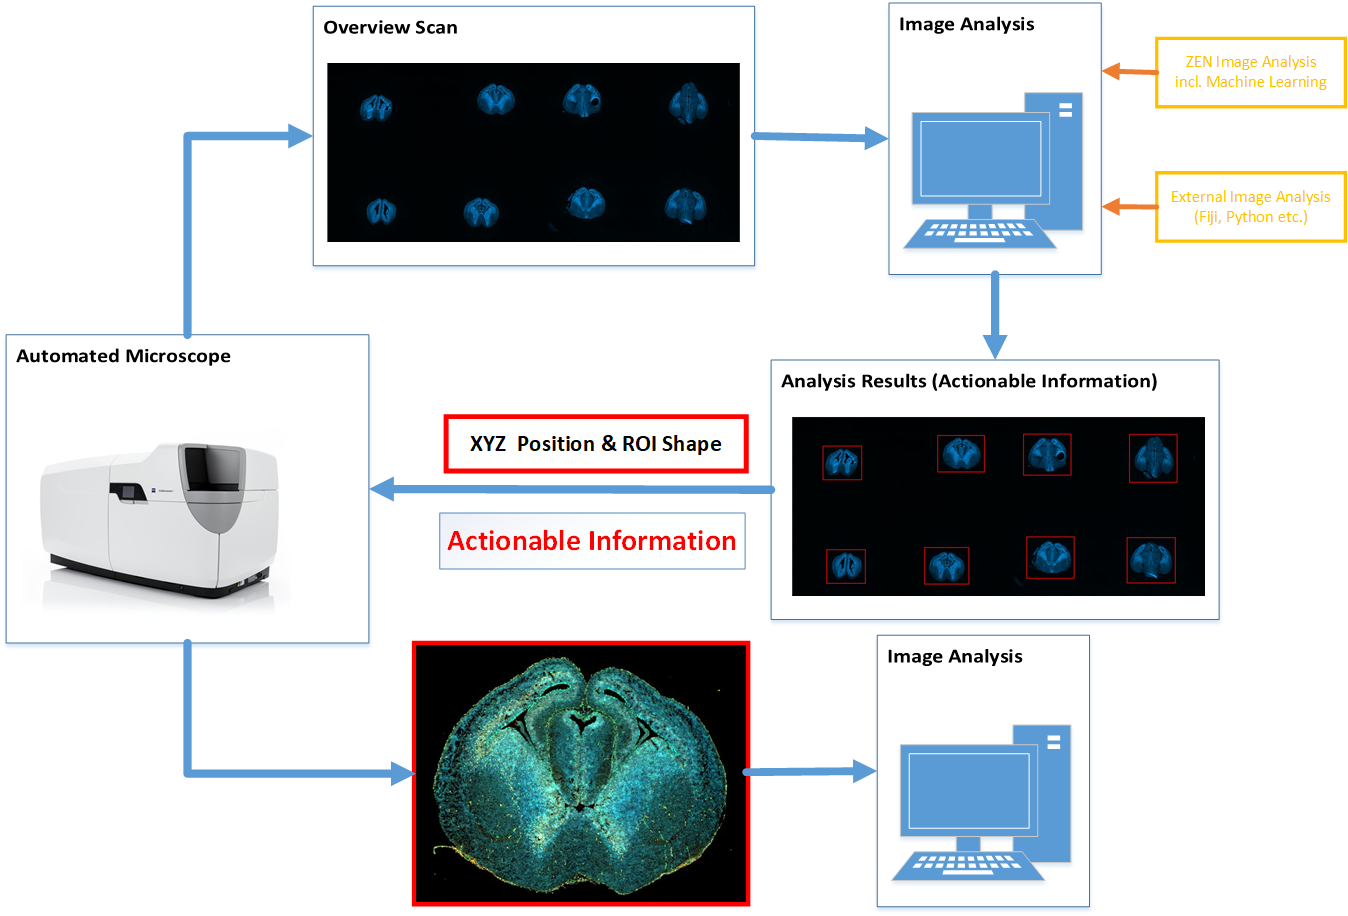 Overview Scan
Image Analysis
ZEN Image Analysis
incl. Machine Learning
External Image Analysis
(Fiji, Python etc.)
Automated Microscope
Analysis Results (Actionable Information)
XYZ Position & ROI Shape
Actionable Information
Image Analysis